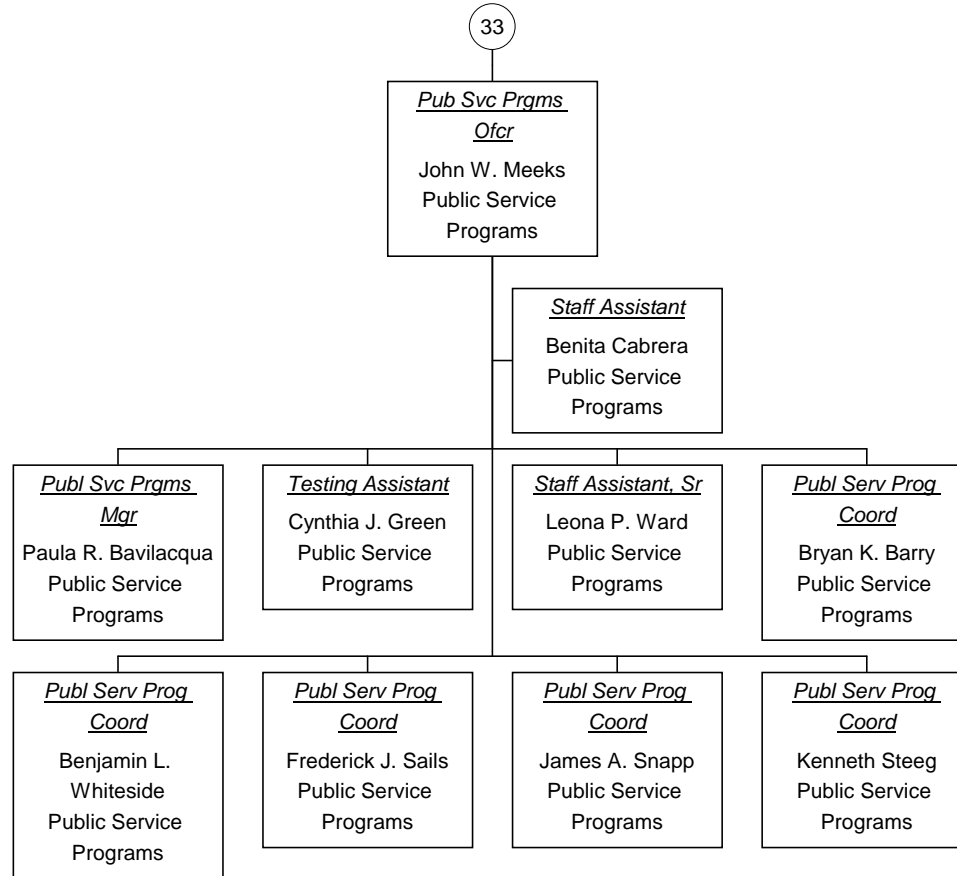 33
Pub Svc Prgms
Ofcr
John W. Meeks
Public Service
Programs
Staff Assistant
Benita Cabrera
Public Service
Programs
Publ Svc Prgms
Mgr
Paula R. Bavilacqua
Public Service
Programs
Testing Assistant
Cynthia J. Green
Public Service
Programs
Staff Assistant, Sr
Leona P. Ward
Public Service
Programs
Publ Serv Prog
Coord
Bryan K. Barry
Public Service
Programs
Publ Serv Prog
Coord
Benjamin L.
Whiteside
Public Service
Programs
Publ Serv Prog
Coord
Frederick J. Sails
Public Service
Programs
Publ Serv Prog
Coord
James A. Snapp
Public Service
Programs
Publ Serv Prog
Coord
Kenneth Steeg
Public Service
Programs